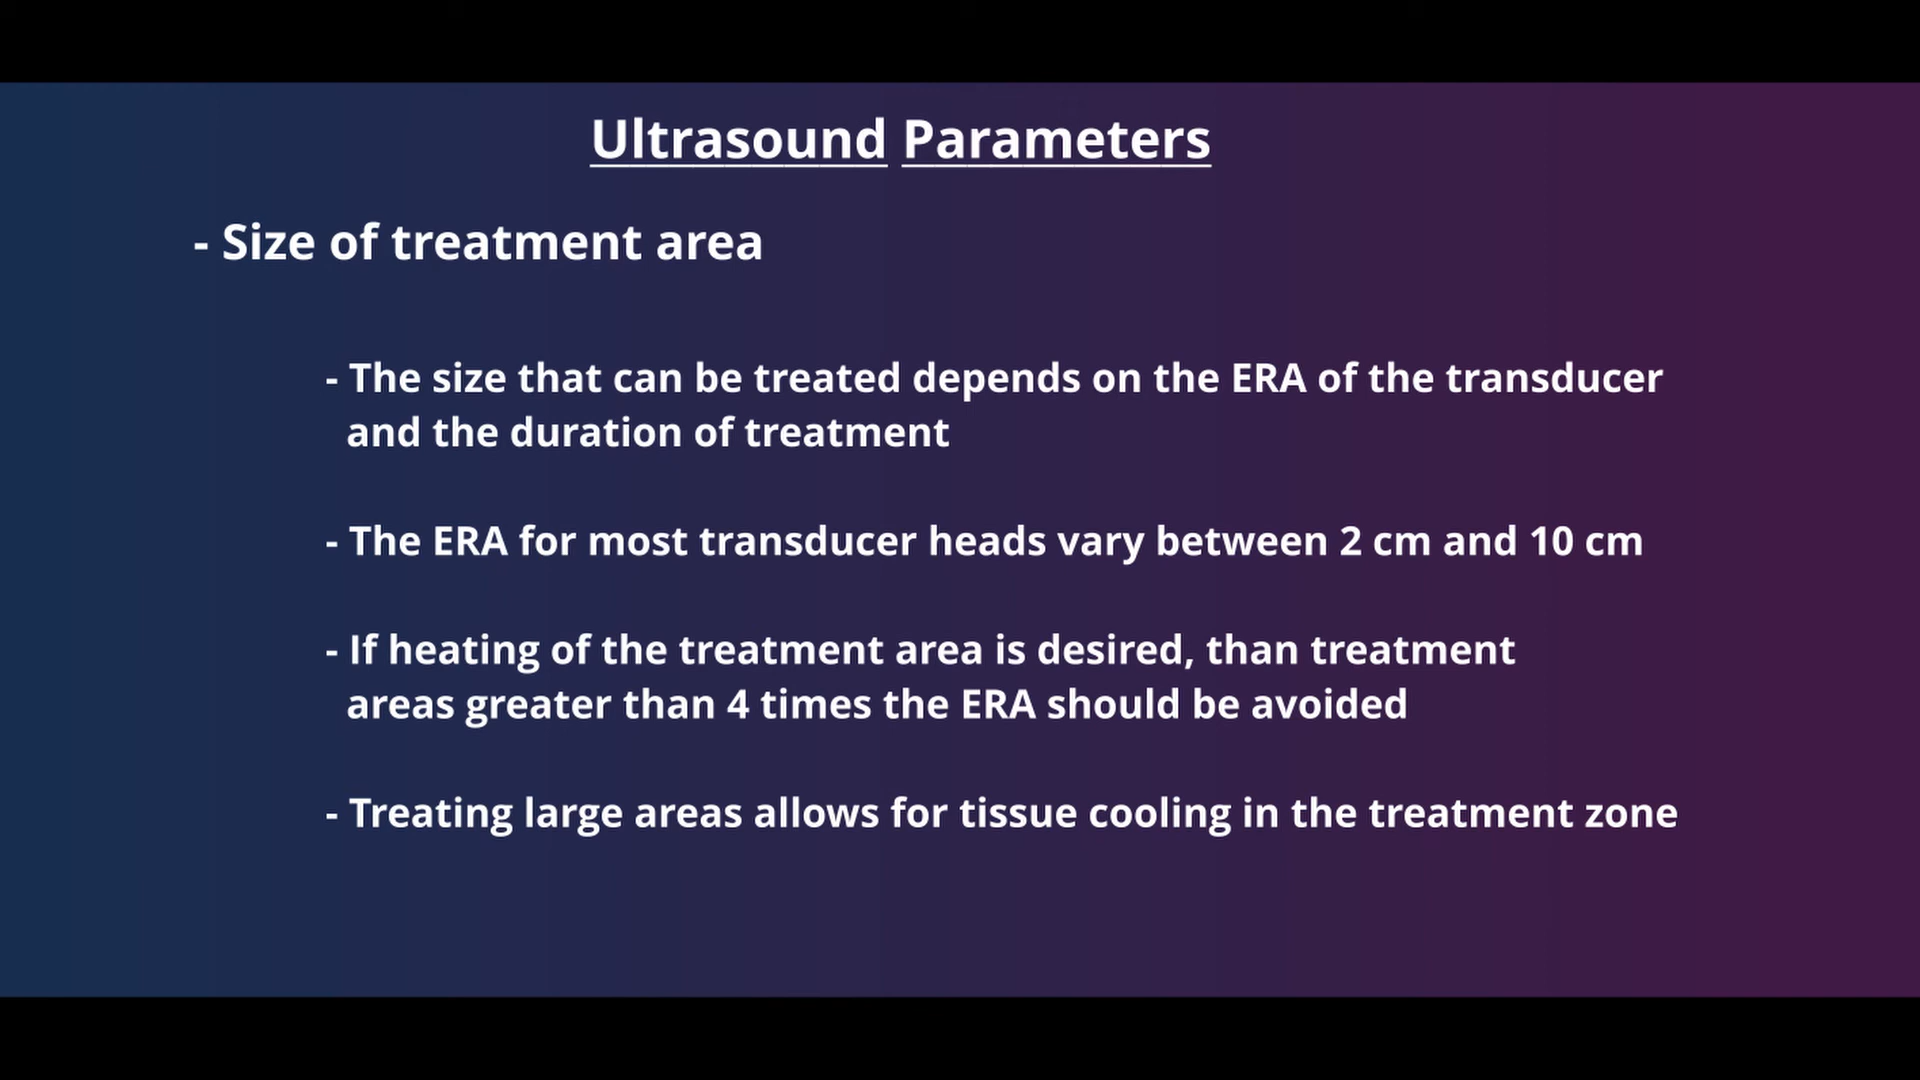 Ultrasound Parameters
- Size of treatment area
- The size that can be treated depends on the ERA of the transducer
and the duration of treatment
- The ERA for most transducer heads vary between 2 cm and 10 cm
- If heating of the treatment area is desired, than treatment
areas greater than 4 times the ERA should be avoided
- Treating large areas allows for tissue cooling in the treatment zone